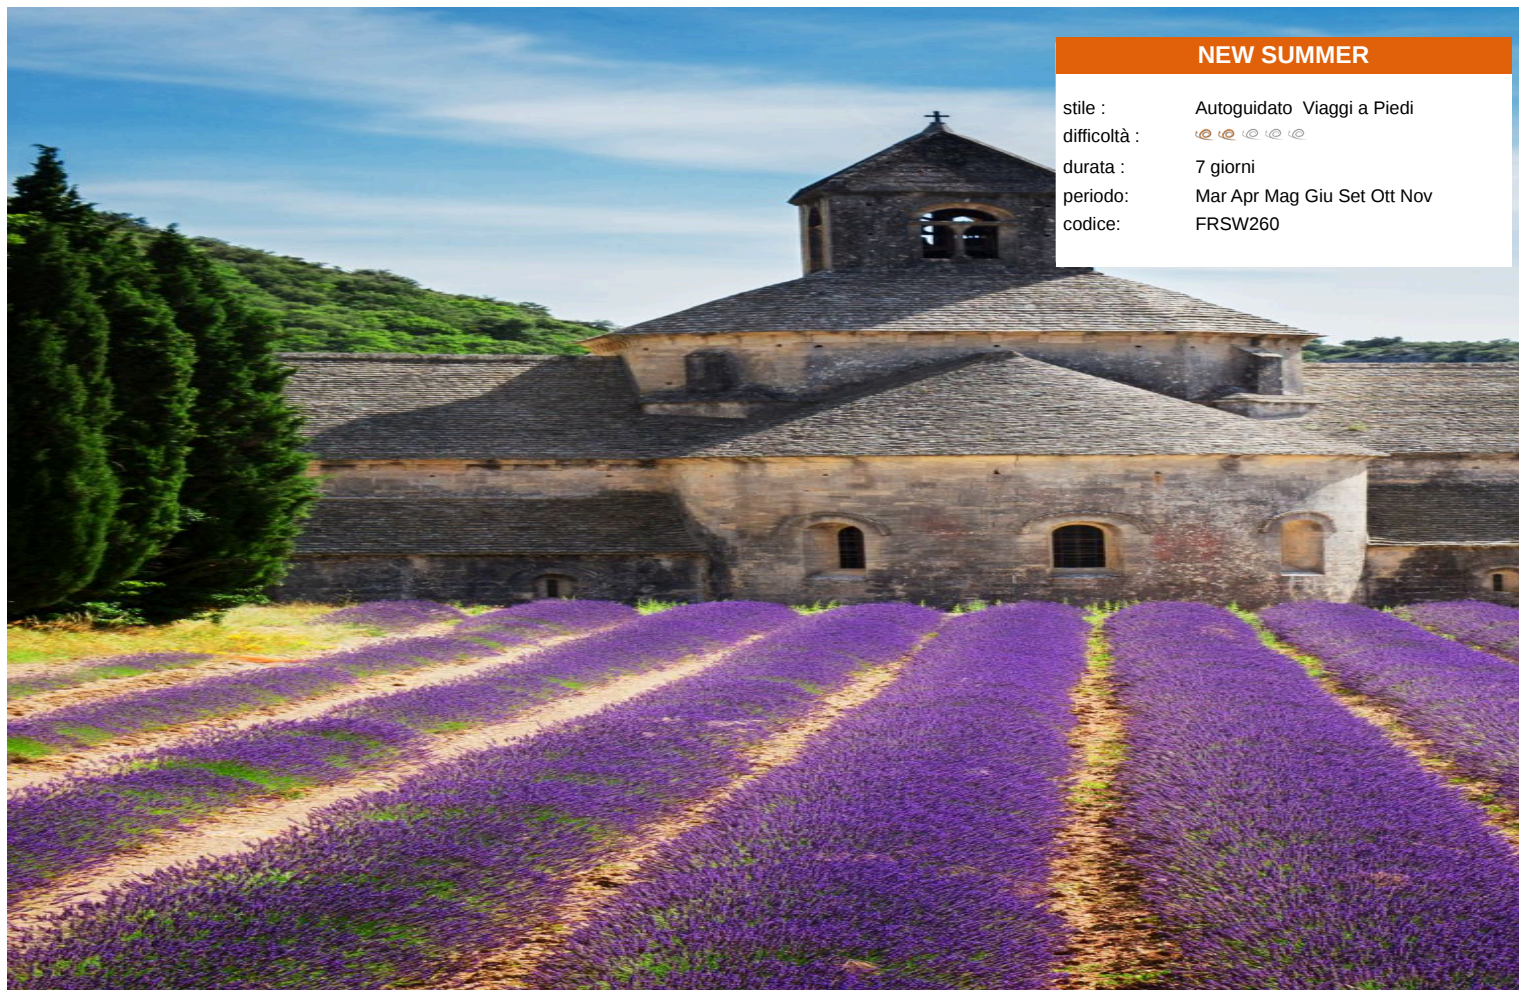 NEW SUMMER
stile : Autoguidato Viaggi a Piedi
difficoltà :
durata : 7 giorni
periodo: Mar Apr Mag Giu Set Ott Nov
codice: FRSW260